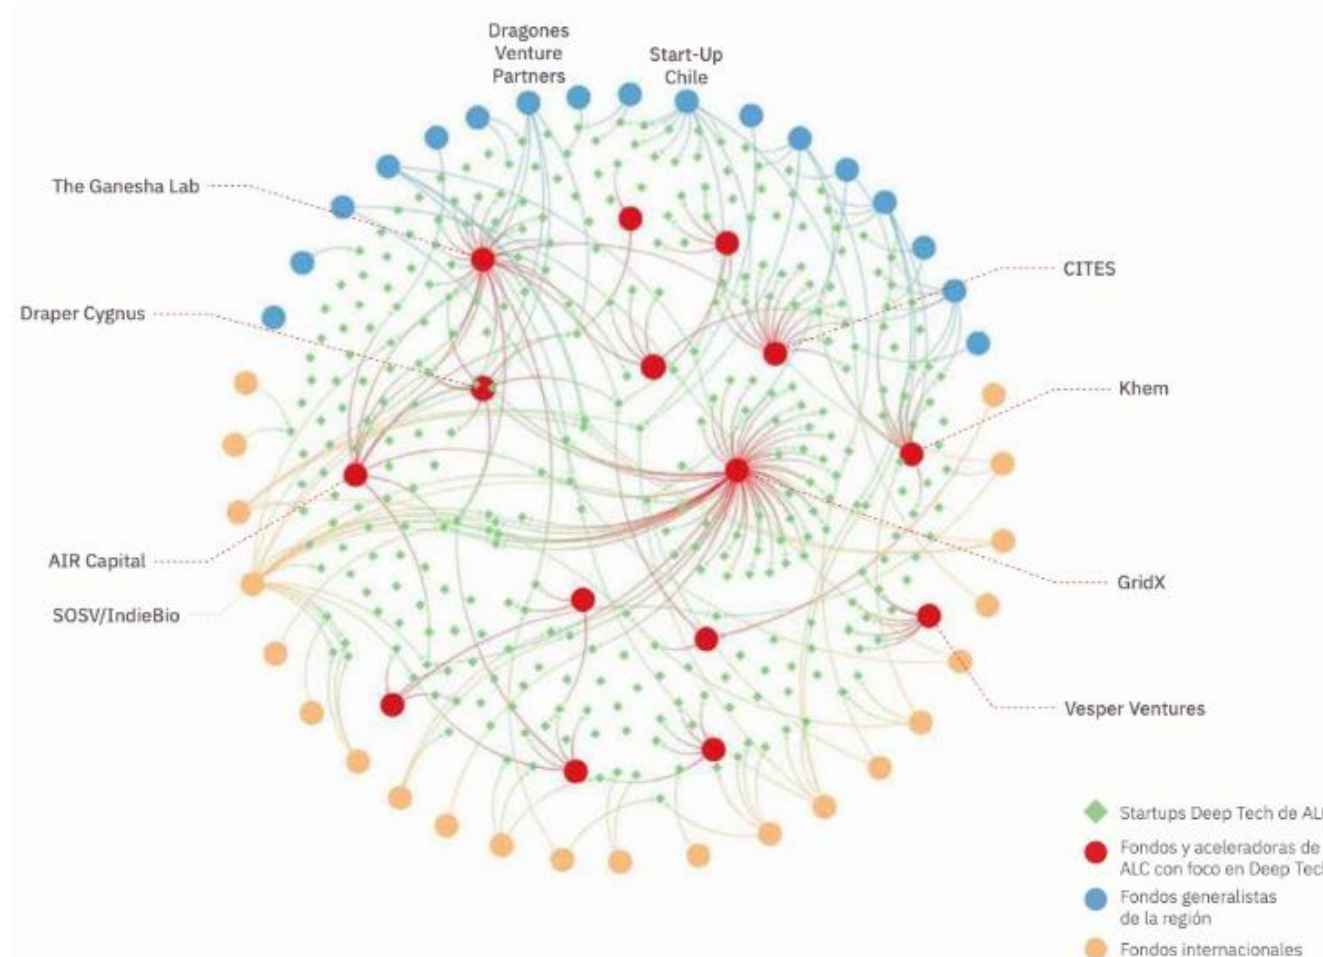 Dragones
Venture
Partners
Start-Up
Chile
The Ganesha Lab
CITES
Draper Cygnus
Khem
AIR Capital
GridX
SOSV/IndieBio
Vesper Ventures
Startups Deep Tech de AL
Fondos y aceleradoras de
ALC con foco en Deep Tec
Fondos generalistas
de la región
Fondos internacionales